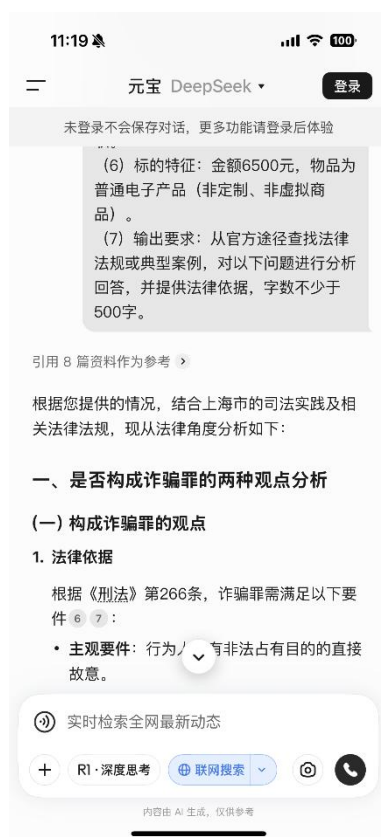 11:19
100
元宝 DeepSeek
登录
未登录不会保存对话，更多功能请登录后体验
（6）标的特征：金额6500元，物品为
普通电子产品（非定制、非虚拟商
品）。
（7）输出要求：从官方途径查找法律
法规或典型案例，对以下问题进行分析
回答，并提供法律依据，字数不少于
500字。
引用 8 篇资料作为参考
根据您提供的情况，结合上海市的司法实践及相
关法律法规，现从法律角度分析如下：
一、是否构成诈骗罪的两种观点分析
（一）构成诈骗罪的观点
1. 法律依据
根据《刑法》第266条，诈骗罪需满足以下要
件 6 7 ：
• 主观要件：行为 有非法占有目的的直接
故意。
实时检索全网最新动态
R1·深度思考
联网搜索
内容由 AI 生成，仅供参考